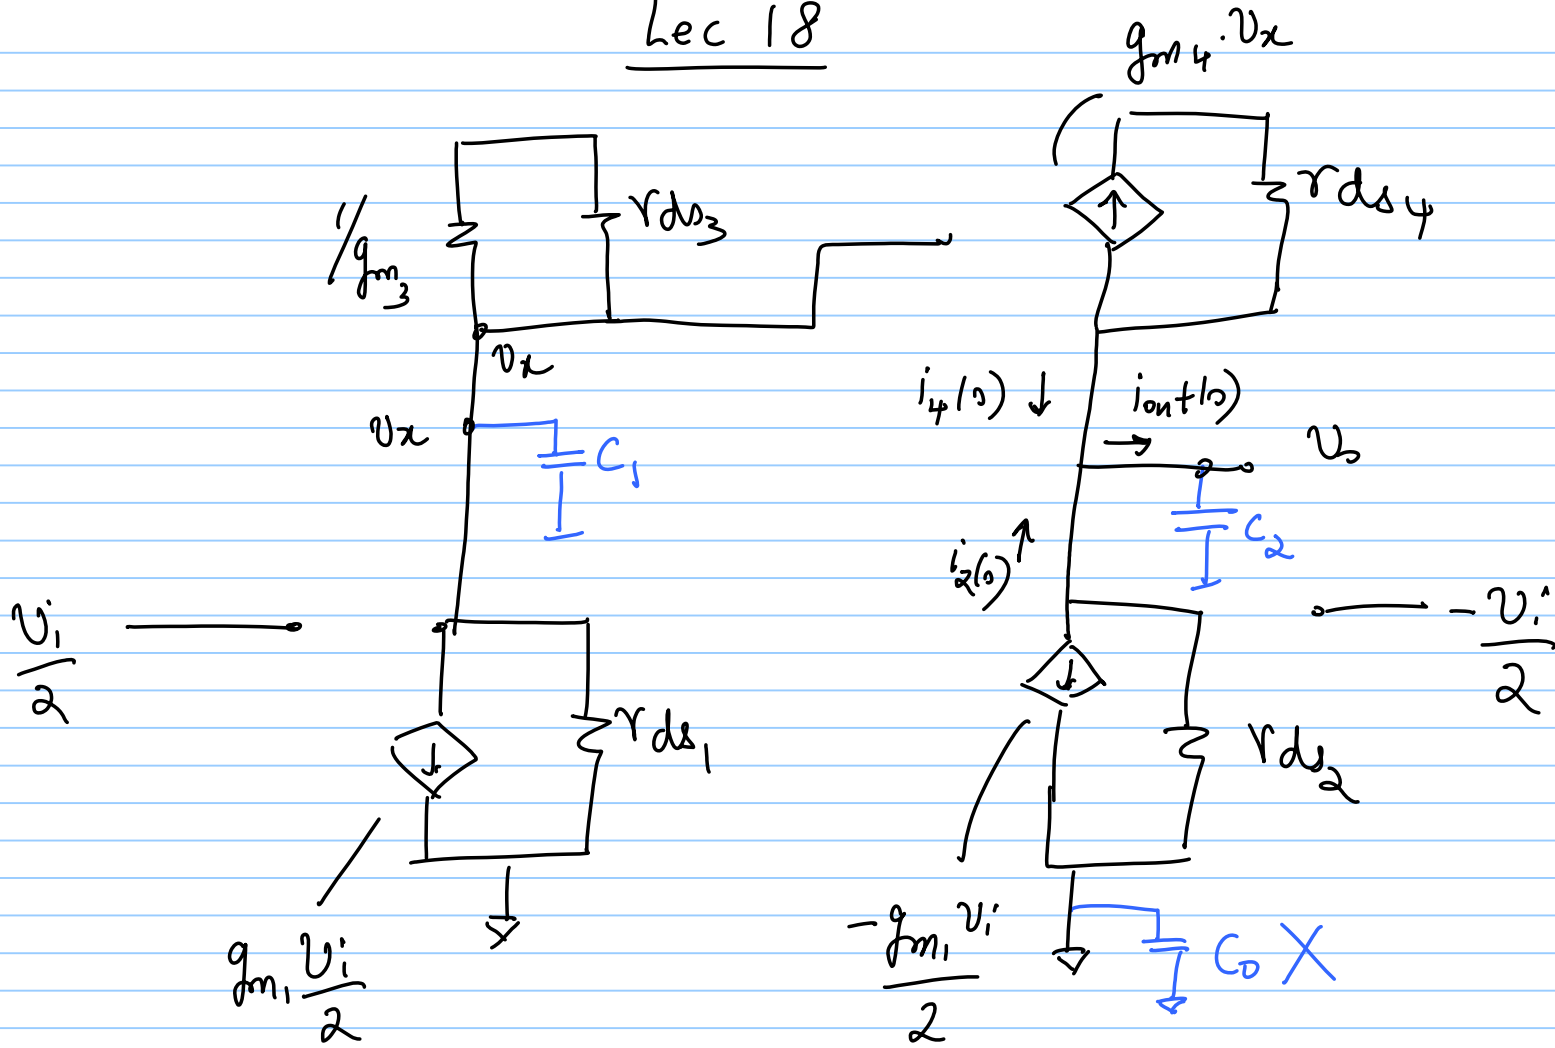 Lec 18
gm4 · vx
1/gm3
rds3
rds4
vx
i4(s)
iout(s)
vx
C1
vo
i2(s)
C2
vi/2
-vi/2
rds1
rds2
gm1 vi/2
-gm1 vi/2
C0 X